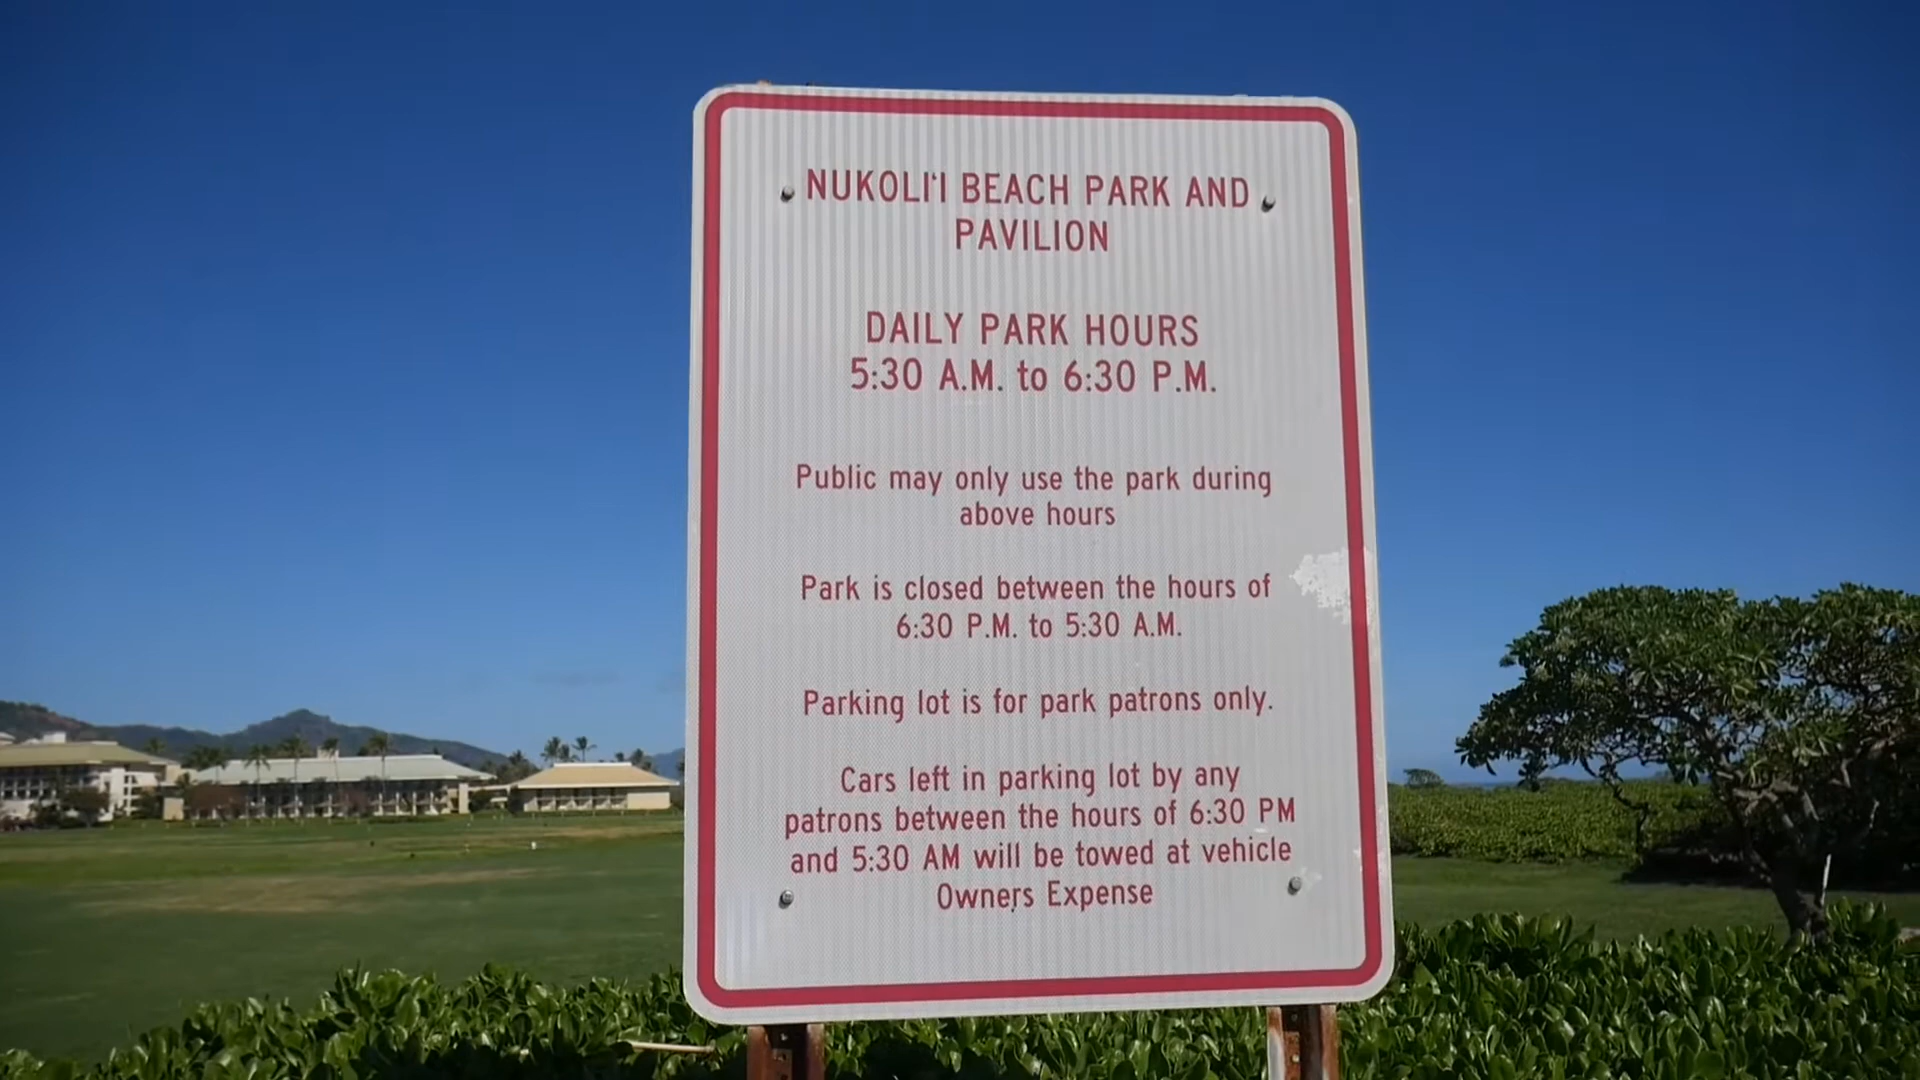 NUKOLI'I BEACH PARK AND
PAVILION
DAILY PARK HOURS
5:30 A.M. to 6:30 P.M.
Public may only use the park during
above hours
Park is closed between the hours of
6:30 P.M. to 5:30 A.M.
Parking lot is for park patrons only.
Cars left in parking lot by any
patrons between the hours of 6:30 PM
and 5:30 AM will be towed at vehicle
Owners Expense